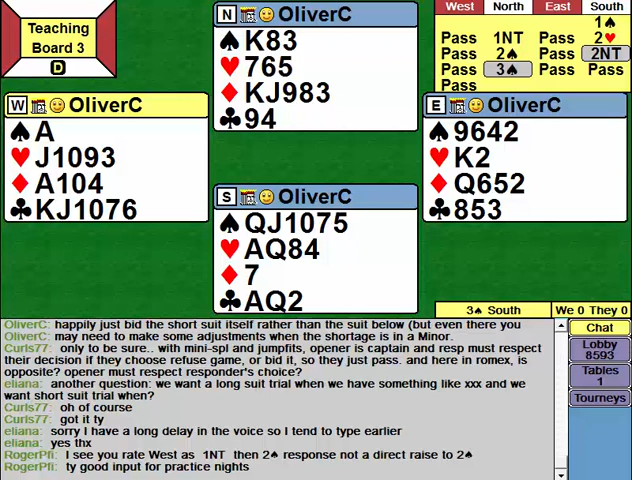 Teaching
Board 3
D
N OliverC
♠K83
♥765
♦KJ983
♣94
West North East South
1♠
Pass 1NT Pass 2♥
Pass 2♠ Pass 2NT
Pass 3♠ Pass Pass
Pass
W OliverC
♠A
♥J1093
♦A104
♣KJ1076
E OliverC
♠9642
♥K2
♦Q652
♣853
S OliverC
♠QJ1075
♥AQ84
♦7
♣AQ2
3♠ South We 0 They 0
OliverC: happily just bid the short suit itself rather than the suit below (but even there you
OliverC: may need to make some adjustments when the shortage is in a Minor.
Curls77: only to be sure.. with mini-spl and jumpfits, opener is captain and resp must respect
their decision if they choose refuse game, or bid it, so they just pass. and here in romex, is
opposite? opener must respect responder's choice?
eliana: another question: we want a long suit trial when we have something like xxx and we
want short suit trial when?
Curls77: oh of course
Curls77: got it ty
eliana: sorry I have a long delay in the voice so I tend to type earlier
eliana: yes thx
RogerPfi: I see you rate West as 1NT then 2♠ response not a direct raise to 2♠
RogerPfi: ty good input for practice nights
Chat
Lobby
8593
Tables
1
Tourneys